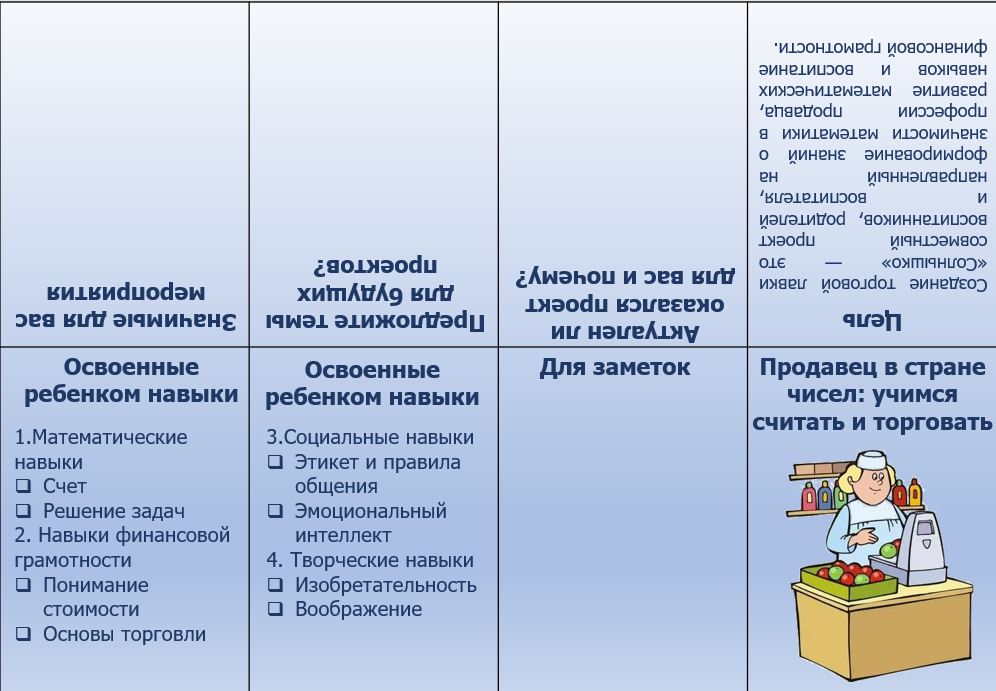 Значимые для вас
мероприятия
Предложите темы
для будущих
проектов?
Актуален ли
оказался проект
для вас и почему?
Цель
Создание торговой лавки
«Солнышко» — это
совместный проект
воспитанников, родителей
и воспитателя,
направленный на
формирование знаний о
значимости математики в
профессии продавца,
развитие математических
навыков и воспитание
финансовой грамотности.
Освоенные
ребенком навыки
1.Математические
навыки
❑ Счет
❑ Решение задач
2. Навыки финансовой
грамотности
❑ Понимание
стоимости
❑ Основы торговли
Освоенные
ребенком навыки
3.Социальные навыки
❑ Этикет и правила
общения
❑ Эмоциональный
интеллект
4. Творческие навыки
❑ Изобретательность
❑ Воображение
Для заметок
Продавец в стране
чисел: учимся
считать и торговать